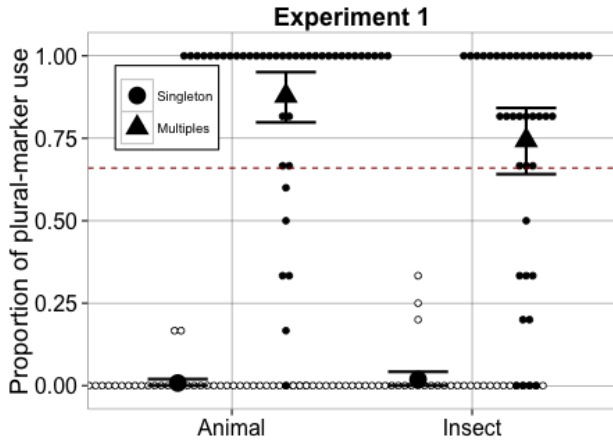 Experiment 1
Proportion of plural-marker use
1.00
0.75
0.50
0.25
0.00
Singleton
Multiples
Animal Insect